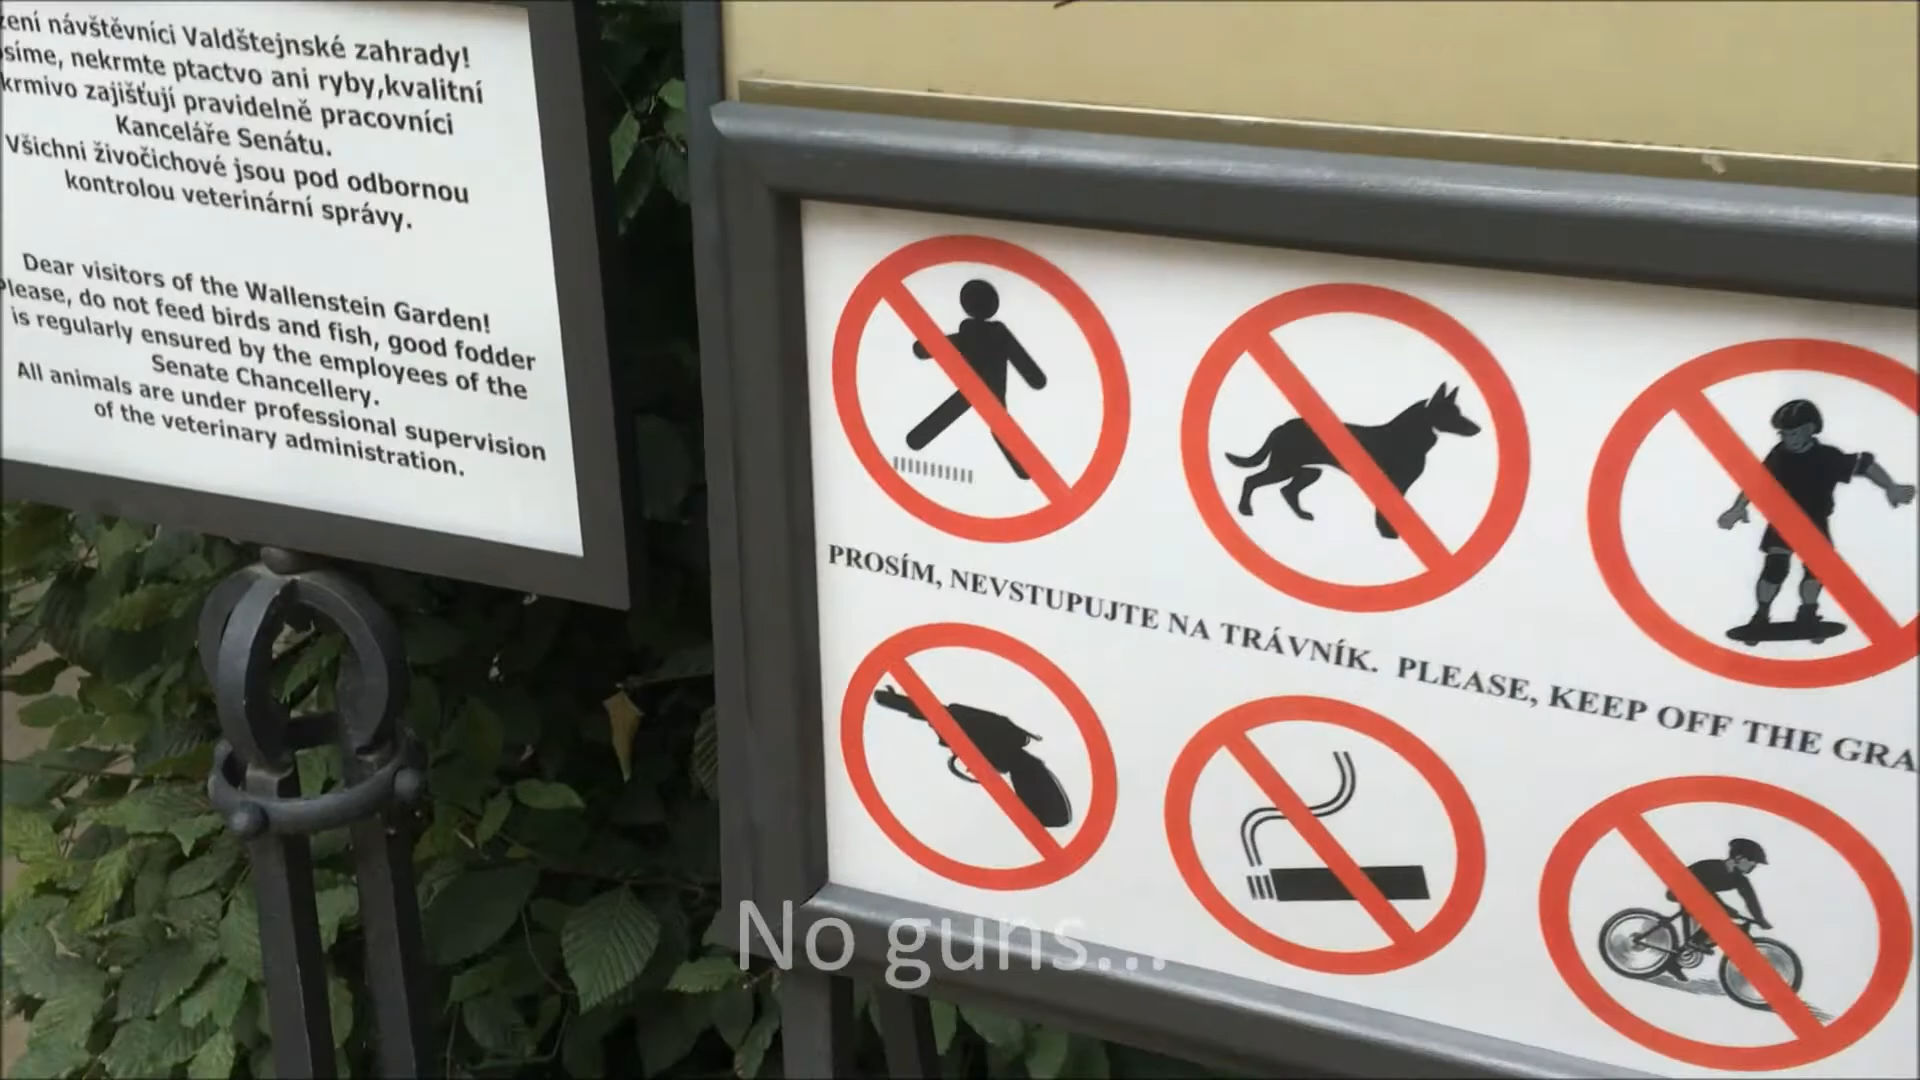 návštěvníci Valdštejnské zahrady!
nekrmte ptactvo ani ryby,kvalitní
krmivo zajišťují pravidelně pracovníci
Kanceláře Senátu.
Všichni živočichové jsou pod odbornou
kontrolou veterinární správy.
Dear visitors of the Wallenstein Garden!
Please, do not feed birds and fish, good fodder
is regularly ensured by the employees of the
Senate Chancellery.
All animals are under professional supervision
of the veterinary administration.
PROSÍM, NEVSTUPUJTE NA TRÁVNÍK. PLEASE, KEEP OFF THE GRA
No guns...